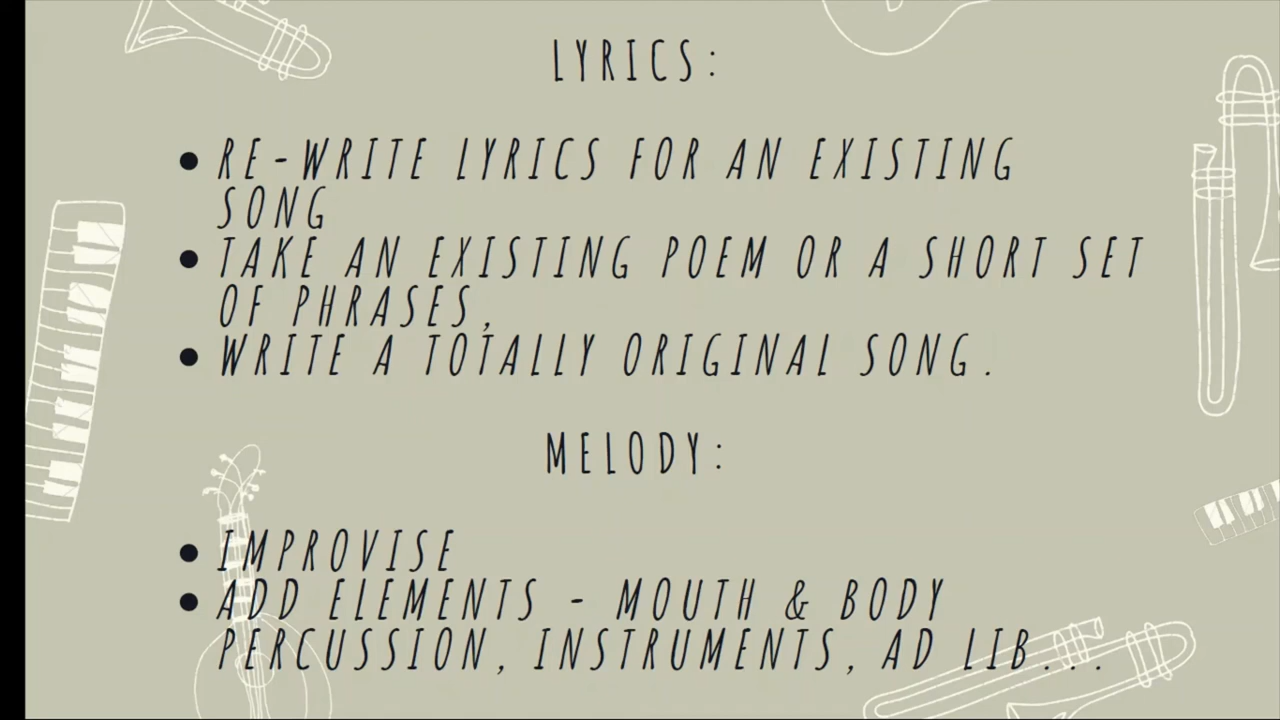 LYRICS:
• RE-WRITE LYRICS FOR AN EXISTING
SONG
• TAKE AN EXISTING POEM OR A SHORT SET
OF PHRASES,
• WRITE A TOTALLY ORIGINAL SONG.
MELODY:
• IMPROVISE
• ADD ELEMENTS - MOUTH & BODY
PERCUSSION, INSTRUMENTS, AD LIB...